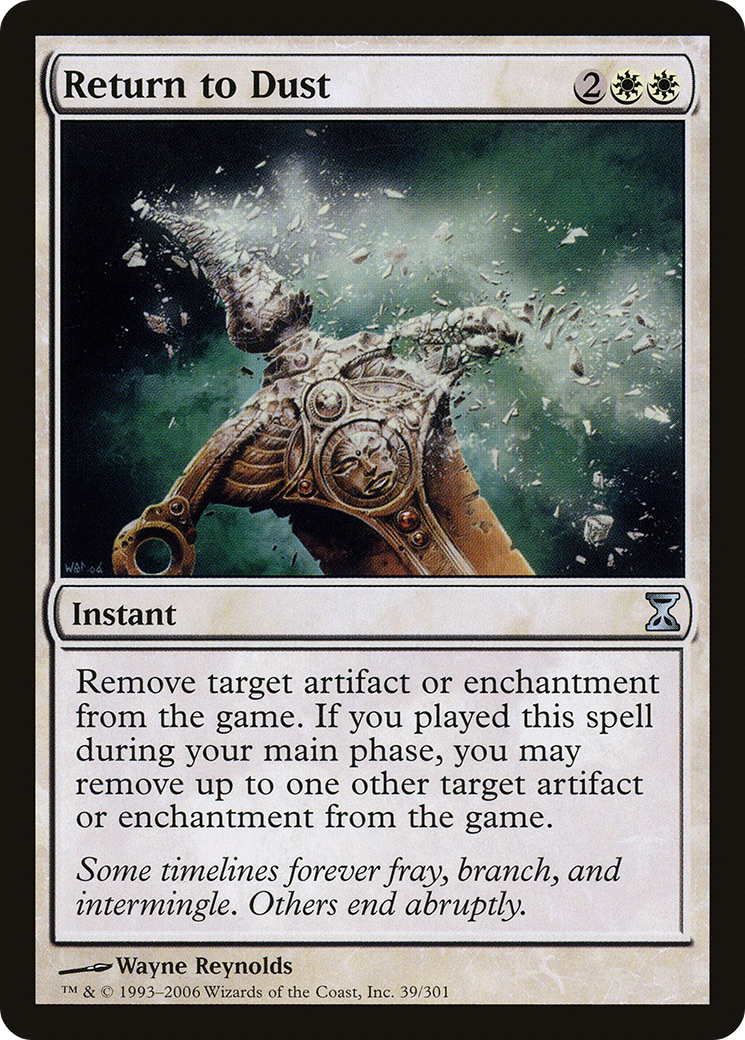 Return to Dust 2
Instant
Remove target artifact or enchantment
from the game. If you played this spell
during your main phase, you may
remove up to one other target artifact
or enchantment from the game.
Some timelines forever fray, branch, and
intermingle. Others end abruptly.
Wayne Reynolds
™ & © 1993–2006 Wizards of the Coast, Inc. 39/301